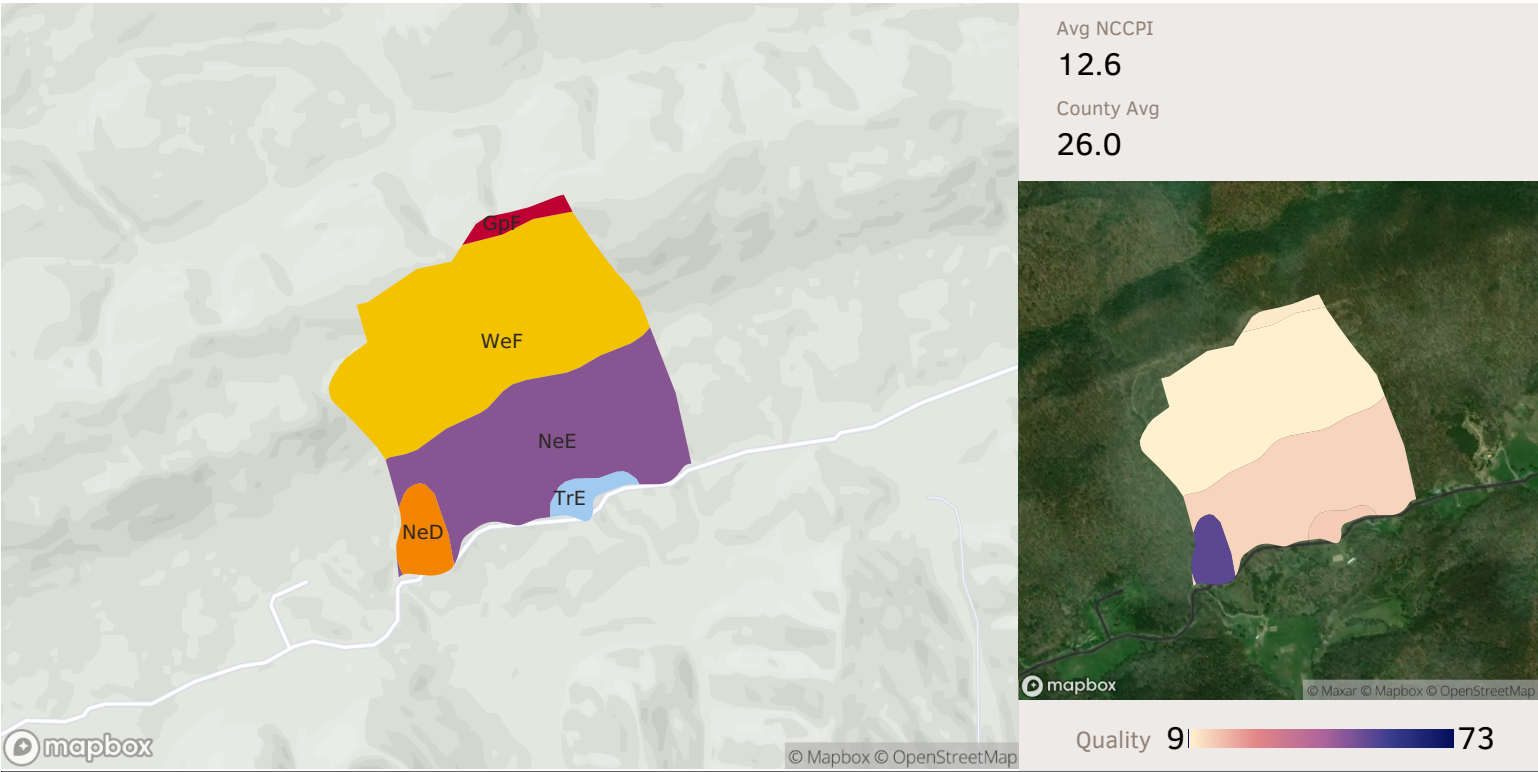 GpF
WeF
NeE
TrE
NeD
mapbox
© Mapbox © OpenStreetMap
Avg NCCPI
12.6
County Avg
26.0
mapbox
© Maxar © Mapbox © OpenStreetMap
Quality 9 73